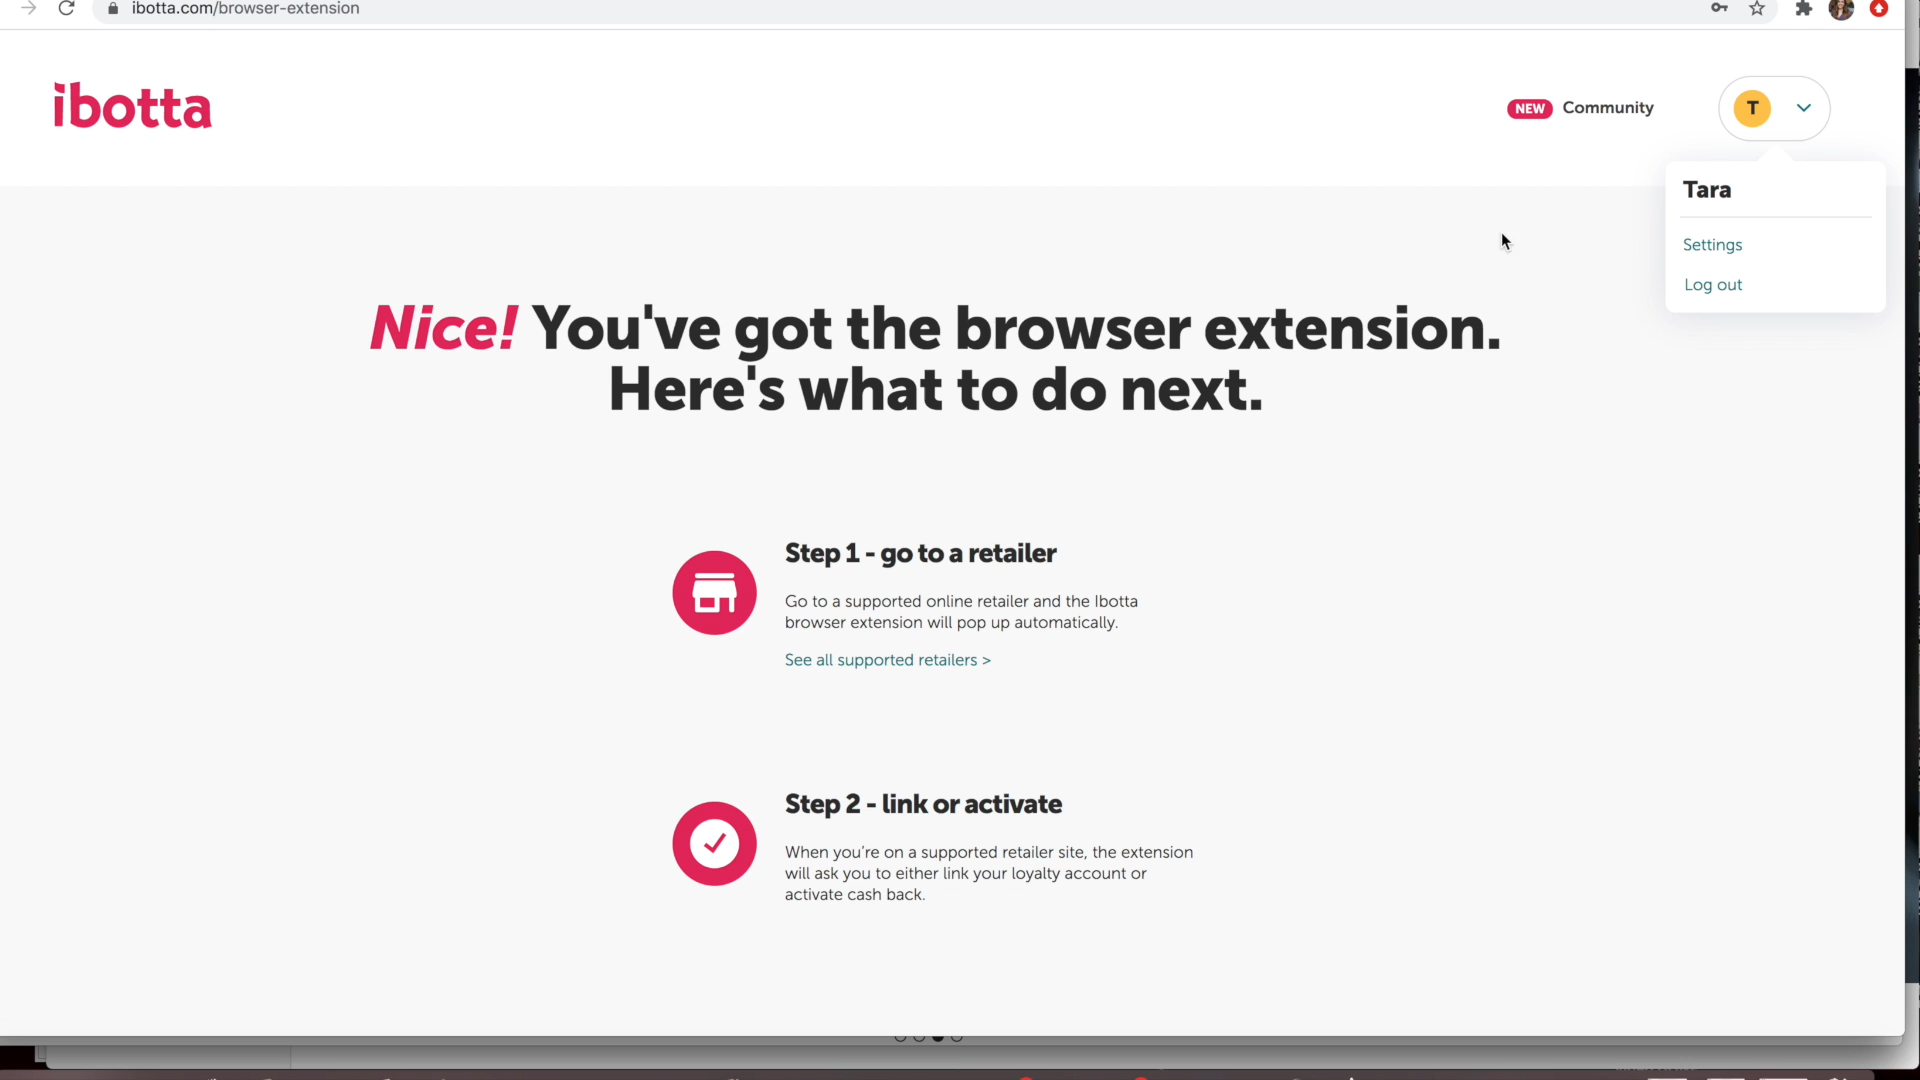 ibotta.com/browser-extension
ibotta
NEW Community
T
Tara
Settings
Log out
Nice! You've got the browser extension.
Here's what to do next.
Step 1 - go to a retailer
Go to a supported online retailer and the Ibotta
browser extension will pop up automatically.
See all supported retailers >
Step 2 - link or activate
When you're on a supported retailer site, the extension
will ask you to either link your loyalty account or
activate cash back.